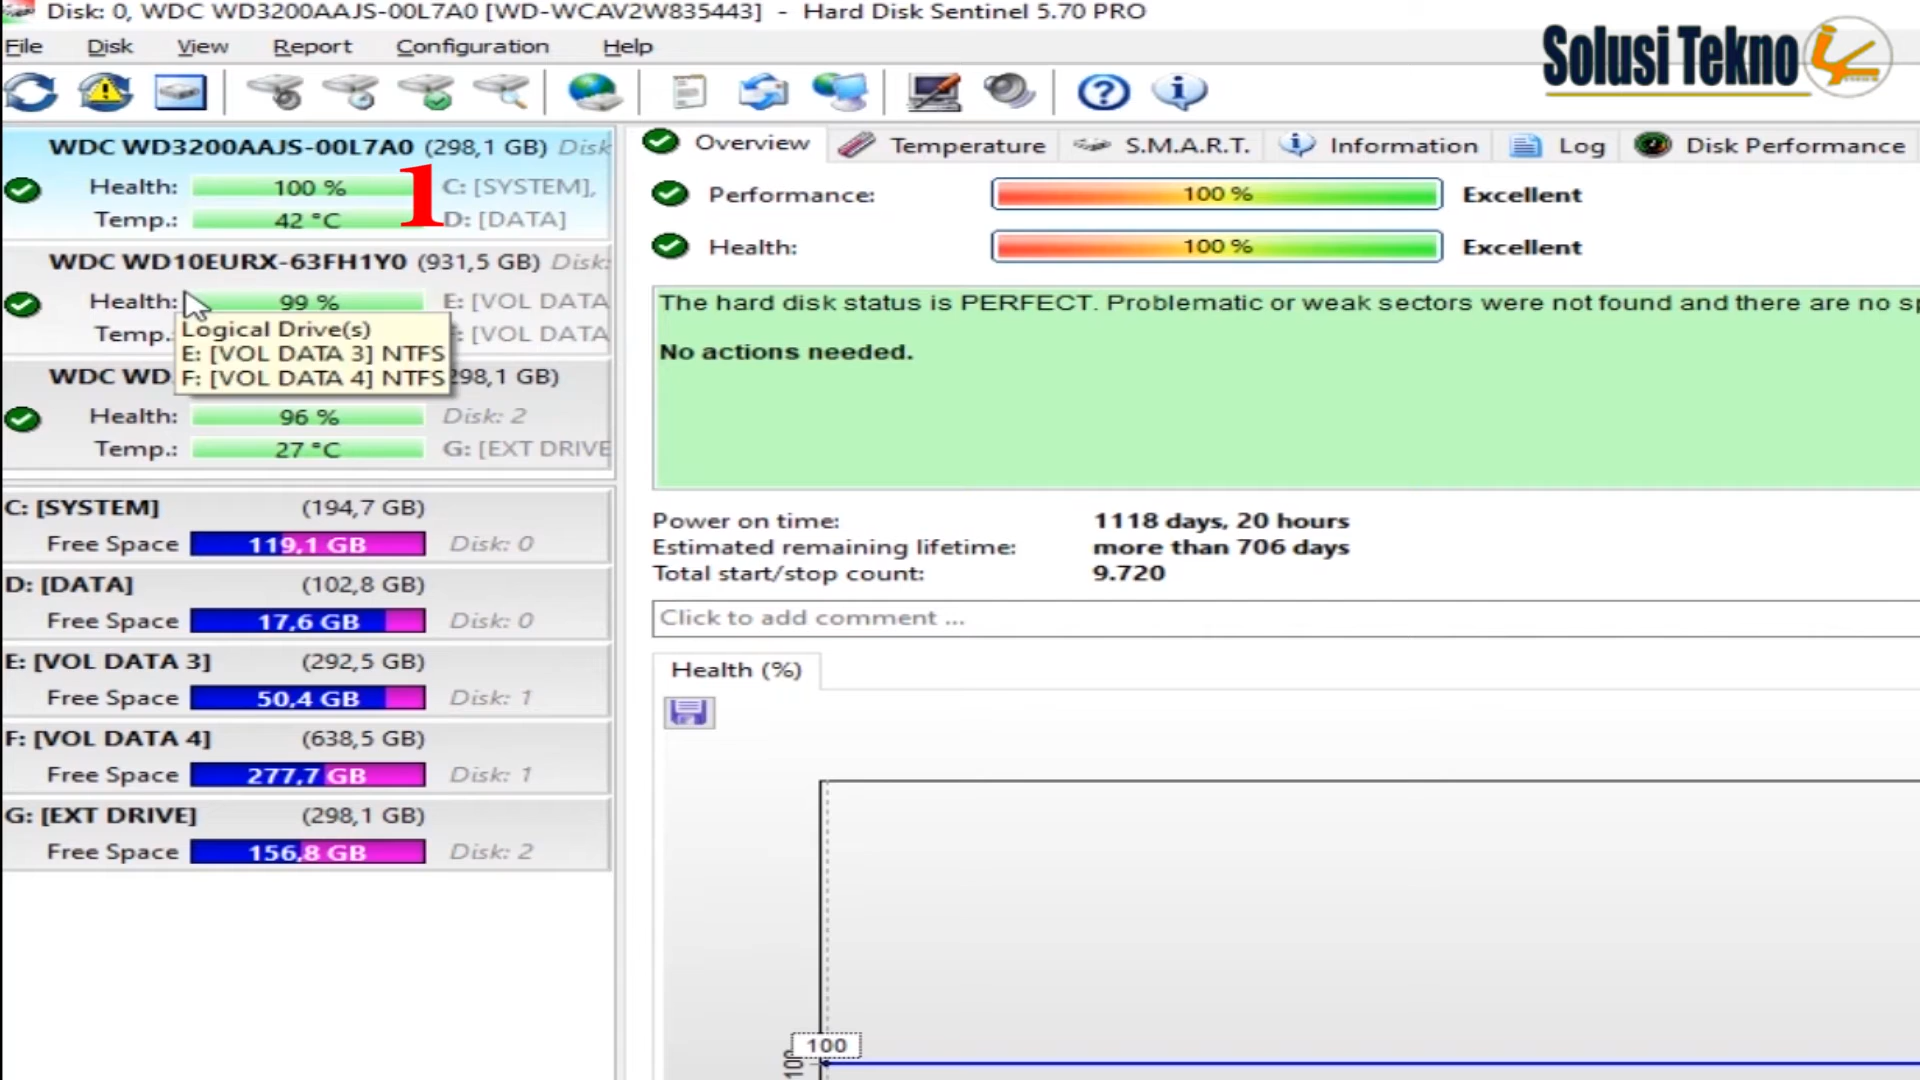 Disk: 0, WDC WD3200AAJS-00L7A0 [WD-WCAV2W835443] - Hard Disk Sentinel 5.70 PRO
File Disk View Report Configuration Help
Solusi Tekno
WDC WD3200AAJS-00L7A0 (298,1 GB) Disk
Health: 100 % C: [SYSTEM],
Temp.: 42 °C D: [DATA]
1
WDC WD10EURX-63FH1Y0 (931,5 GB) Disk:
Health: 99 % E: [VOL DATA
Temp. [VOL DATA
Logical Drive(s)
E: [VOL DATA 3] NTFS
F: [VOL DATA 4] NTFS
WDC WD 298,1 GB)
Health: 96 % Disk: 2
Temp.: 27 °C G: [EXT DRIVE
C: [SYSTEM] (194,7 GB)
Free Space 119,1 GB Disk: 0
D: [DATA] (102,8 GB)
Free Space 17,6 GB Disk: 0
E: [VOL DATA 3] (292,5 GB)
Free Space 50,4 GB Disk: 1
F: [VOL DATA 4] (638,5 GB)
Free Space 277,7 GB Disk: 1
G: [EXT DRIVE] (298,1 GB)
Free Space 156,8 GB Disk: 2
Overview Temperature S.M.A.R.T. Information Log Disk Performance
Performance: 100 % Excellent
Health: 100 % Excellent
The hard disk status is PERFECT. Problematic or weak sectors were not found and there are no sp
No actions needed.
Power on time: 1118 days, 20 hours
Estimated remaining lifetime: more than 706 days
Total start/stop count: 9.720
Click to add comment ...
Health (%)
100
100